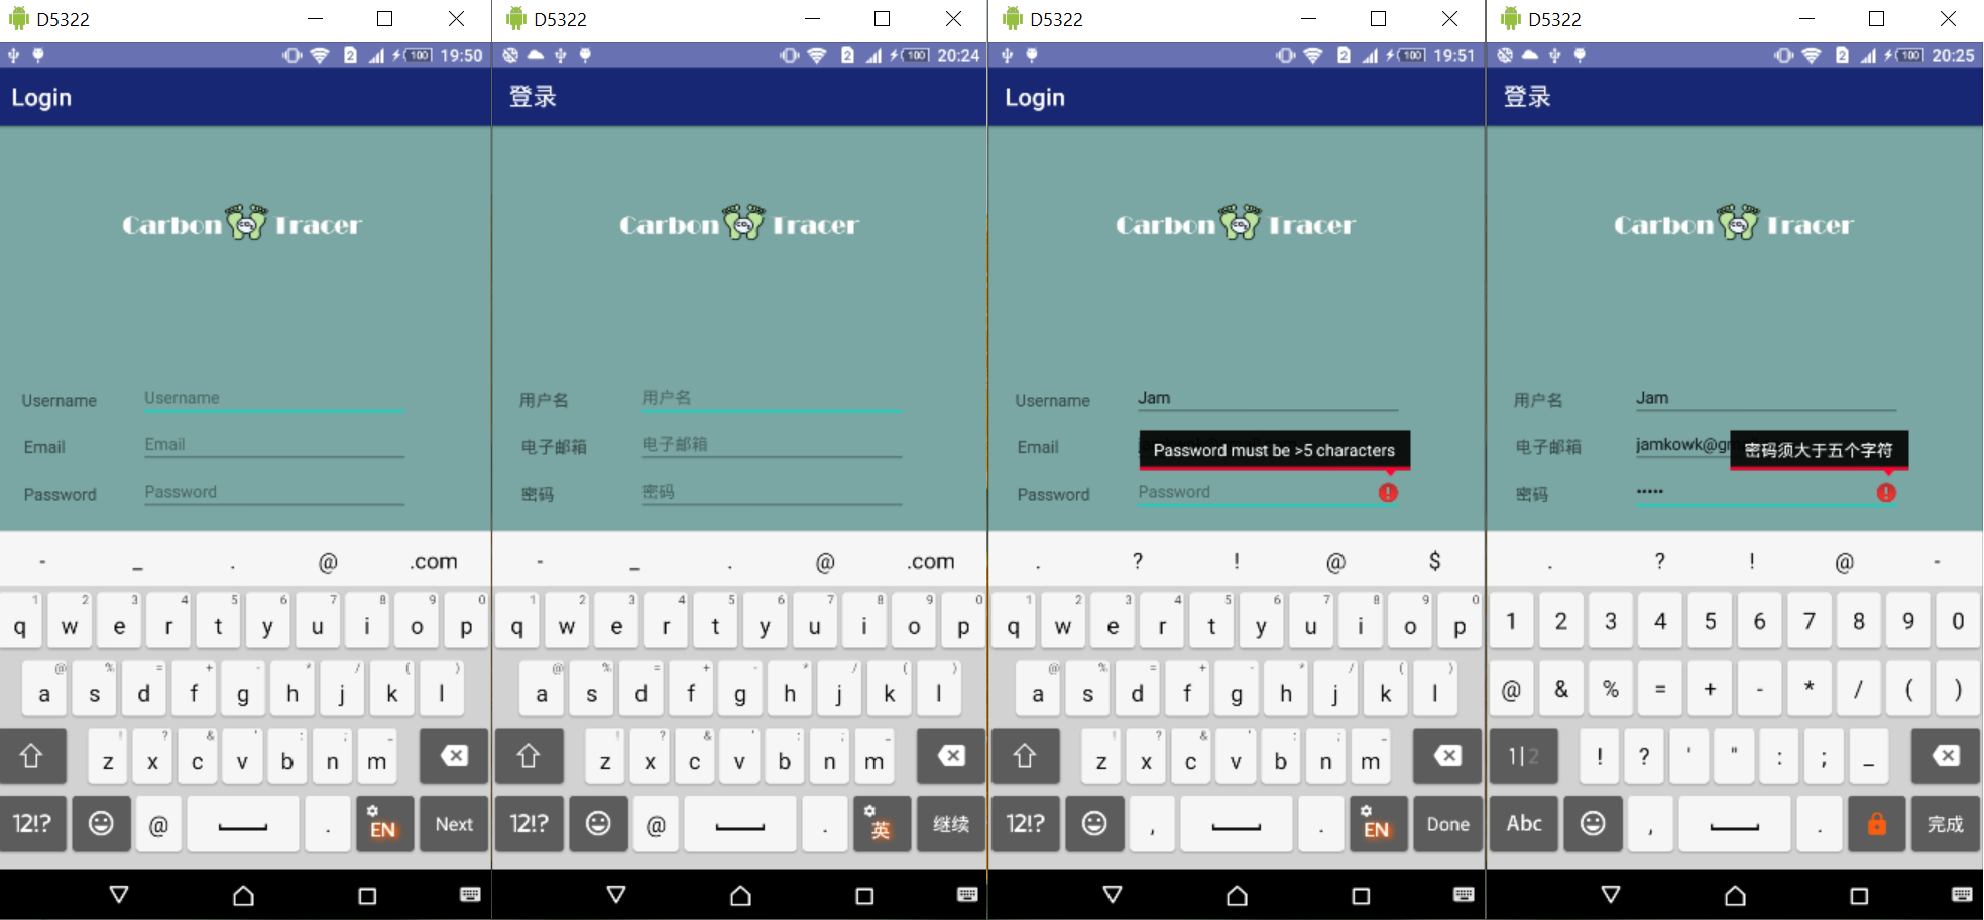 D5322
100 19:50
Login
Carbon CO2 Tracer
Username Username
Email Email
Password Password
- _ . @ .com
1 2 3 4 5 6 7 8 9 0
q w e r t y u i o p
@ % = + - * / ( )
a s d f g h j k l
! ? & ' : ; _
z x c v b n m
12!? @ . EN Next
D5322
2 100 20:24
登录
Carbon CO2 Tracer
用户名 用户名
电子邮箱 电子邮箱
密码 密码
- _ . @ .com
1 2 3 4 5 6 7 8 9 0
q w e r t y u i o p
@ % = + - * / ( )
a s d f g h j k l
! ? & ' : ; _
z x c v b n m
12!? @ . 英 继续
D5322
2 100 19:51
Login
Carbon CO2 Tracer
Username Jam
Email
Password must be >5 characters
Password Password
. ? ! @ $
1 2 3 4 5 6 7 8 9 0
q w e r t y u i o p
@ % = + - * / ( )
a s d f g h j k l
! ? & ' : ; _
z x c v b n m
12!? , . EN Done
D5322
2 100 20:25
登录
Carbon CO2 Tracer
用户名 Jam
电子邮箱 jamkowk@g
密码须大于五个字符
密码 •••••
. ? ! @ -
1 2 3 4 5 6 7 8 9 0
@ & % = + - * / ( )
1|2 ! ? ' " : ; _
Abc , . 完成